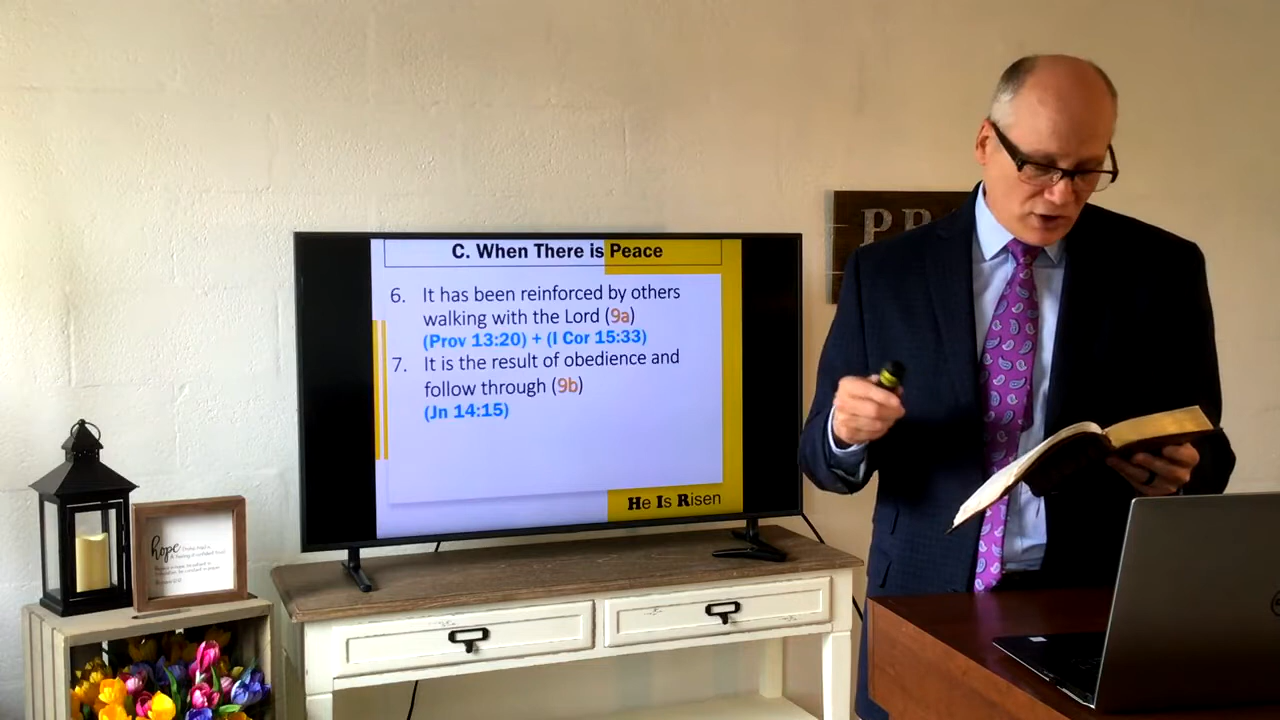 C. When There is Peace
6. It has been reinforced by others
walking with the Lord (9a)
(Prov 13:20) + (I Cor 15:33)
7. It is the result of obedience and
follow through (9b)
(Jn 14:15)
He Is Risen
PR
hope